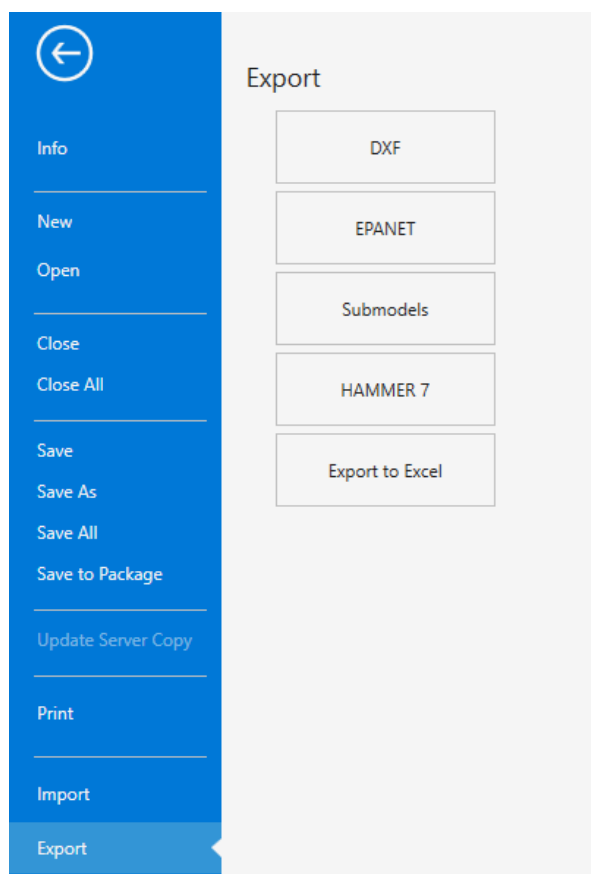 Info
New
Open
Close
Close All
Save
Save As
Save All
Save to Package
Update Server Copy
Print
Import
Export
Export
DXF
EPANET
Submodels
HAMMER 7
Export to Excel